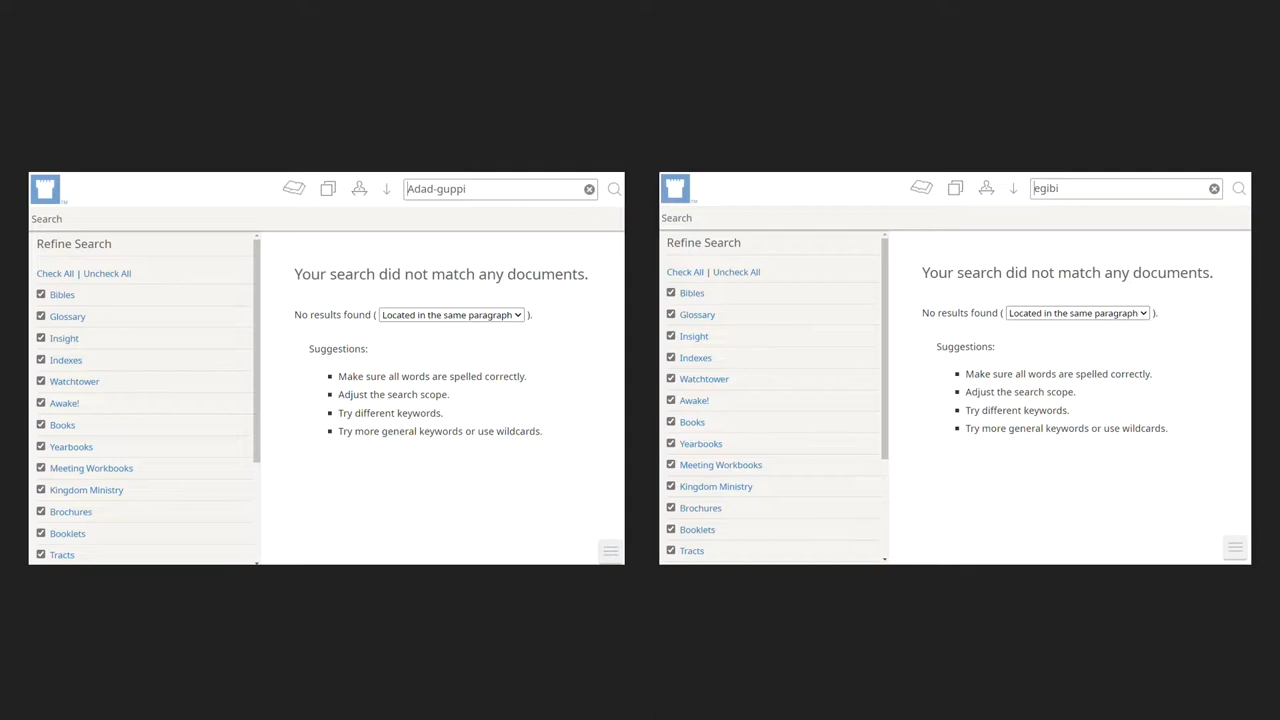 Adad-guppi
TM
Search
Refine Search
Check All | Uncheck All
Bibles
Glossary
Insight
Indexes
Watchtower
Awake!
Books
Yearbooks
Meeting Workbooks
Kingdom Ministry
Brochures
Booklets
Tracts
Your search did not match any documents.
No results found ( Located in the same paragraph ).
Suggestions:
Make sure all words are spelled correctly.
Adjust the search scope.
Try different keywords.
Try more general keywords or use wildcards.
egibi
TM
Search
Refine Search
Check All | Uncheck All
Bibles
Glossary
Insight
Indexes
Watchtower
Awake!
Books
Yearbooks
Meeting Workbooks
Kingdom Ministry
Brochures
Booklets
Tracts
Your search did not match any documents.
No results found ( Located in the same paragraph ).
Suggestions:
Make sure all words are spelled correctly.
Adjust the search scope.
Try different keywords.
Try more general keywords or use wildcards.